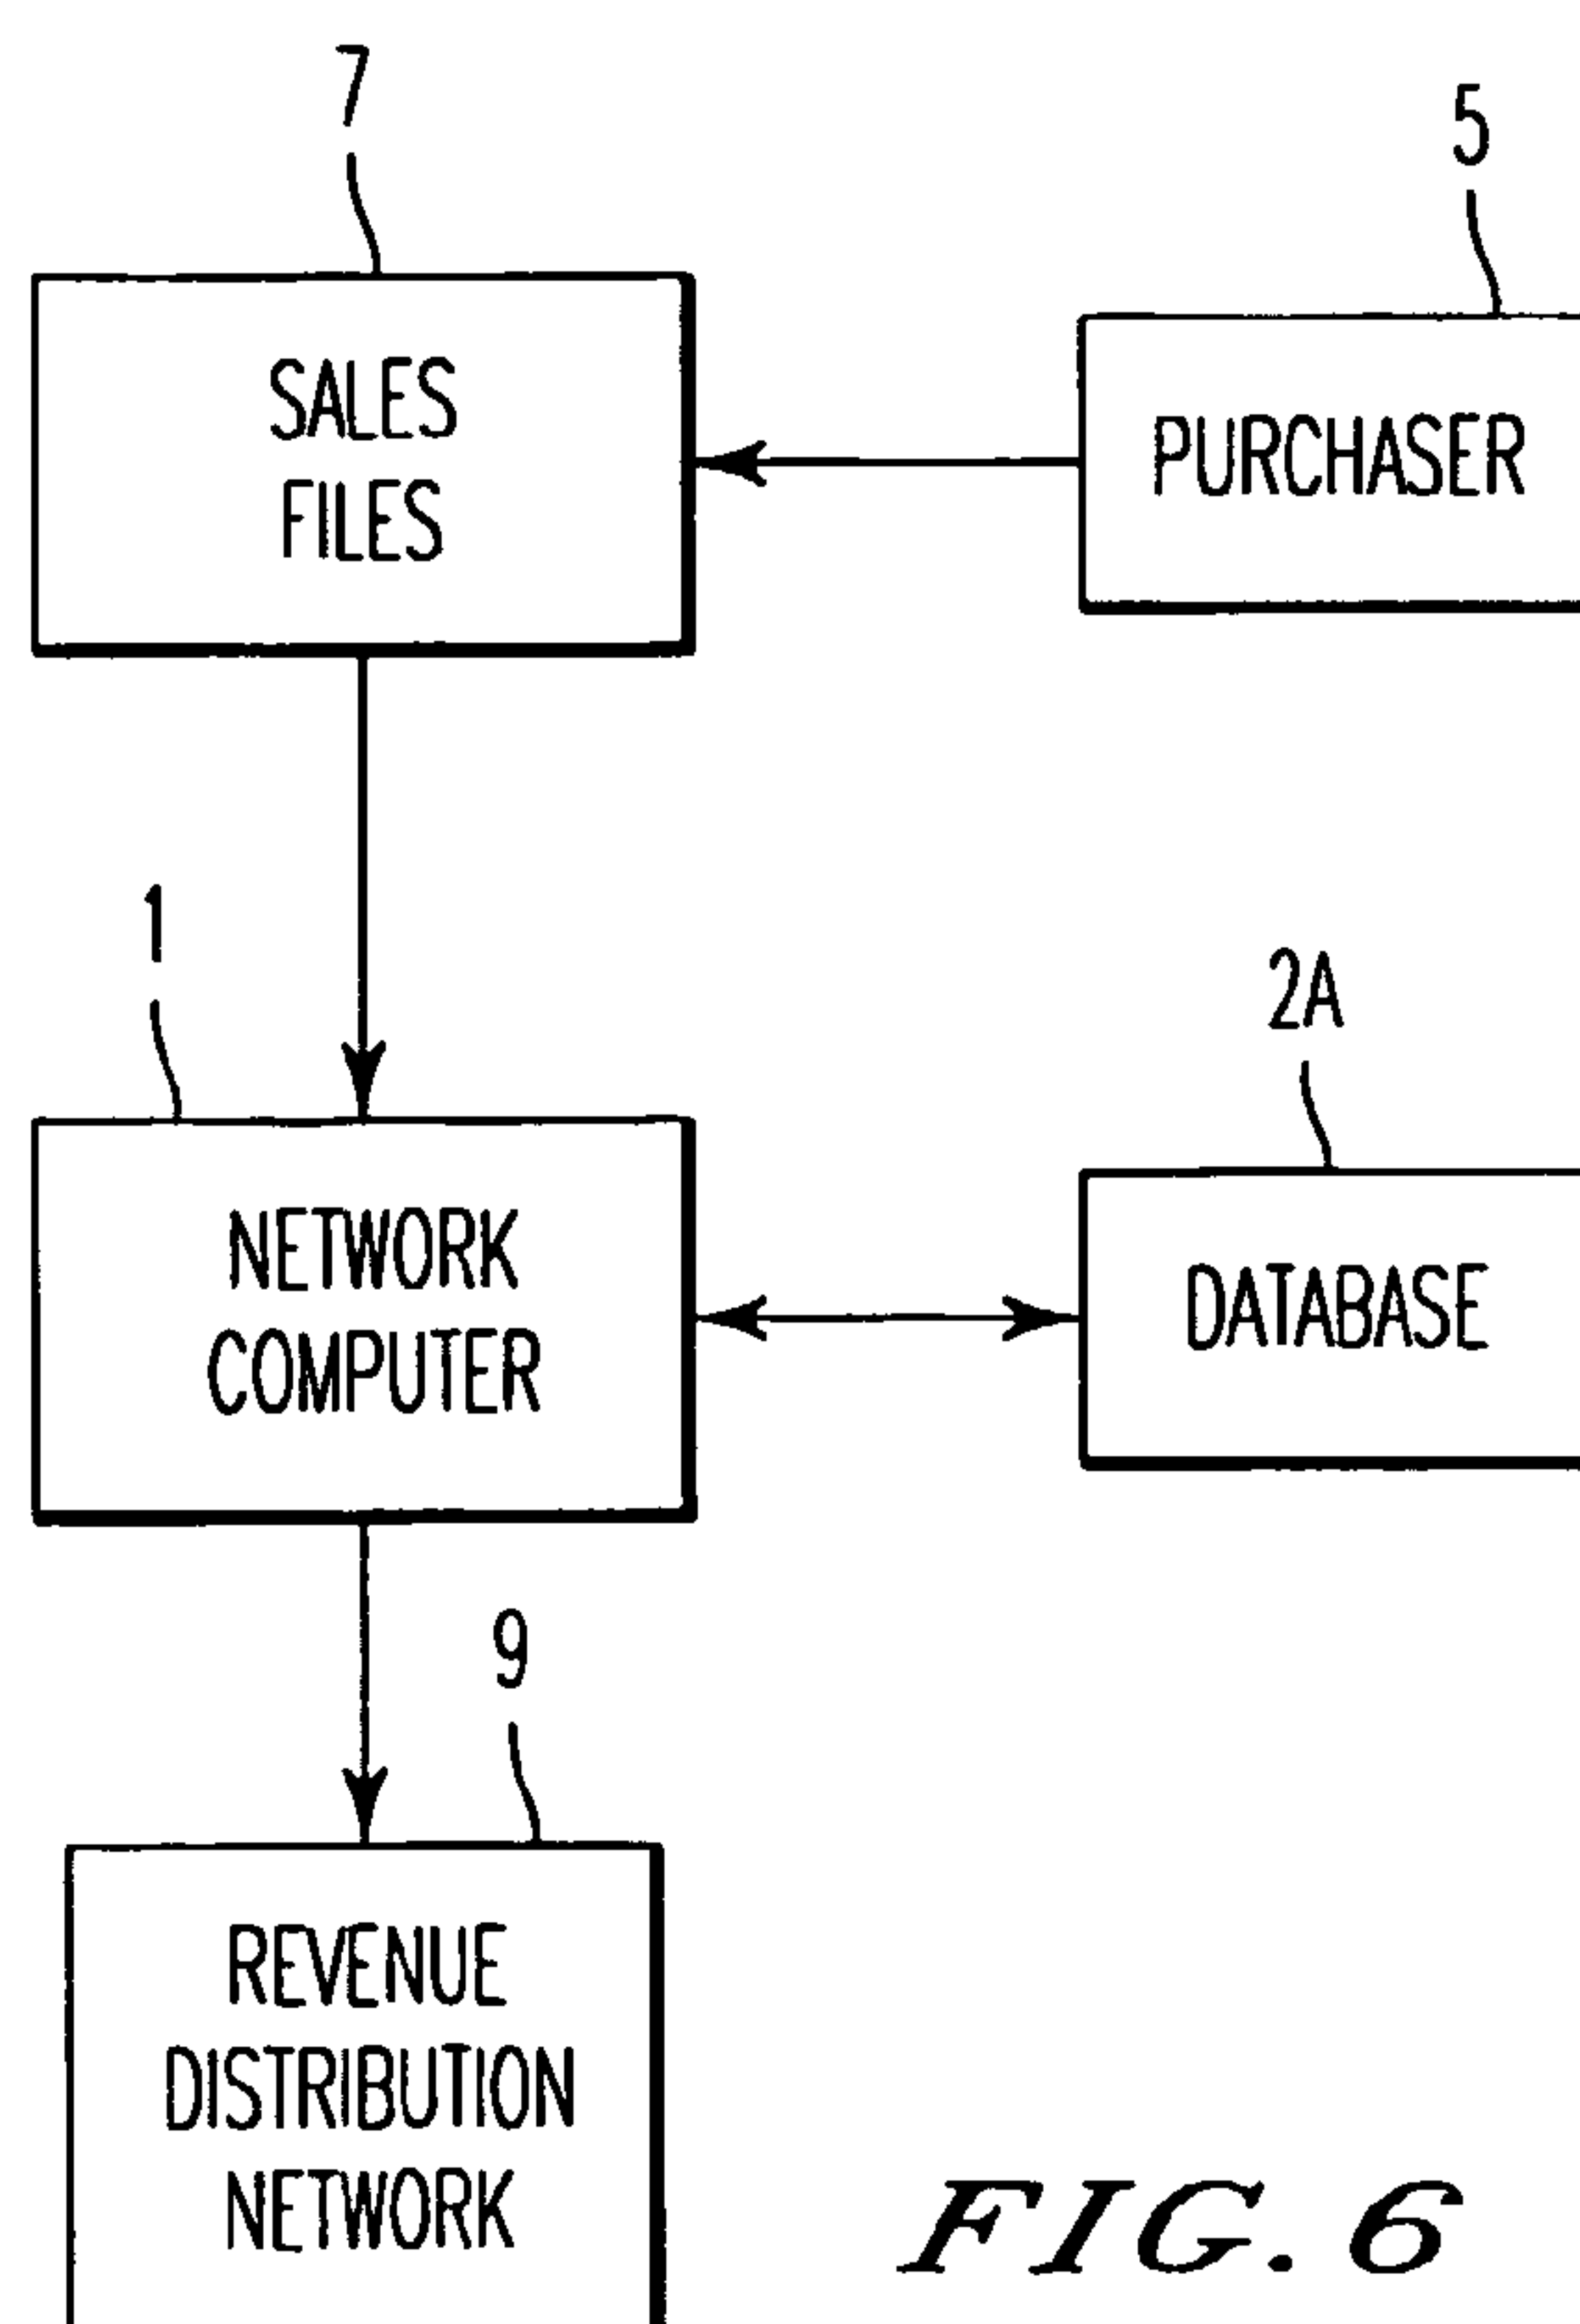 7
5
SALES
FILES
PURCHASER
1
2A
NETWORK
COMPUTER
DATABASE
9
REVENUE
DISTRIBUTION
NETWORK
FIG. 6